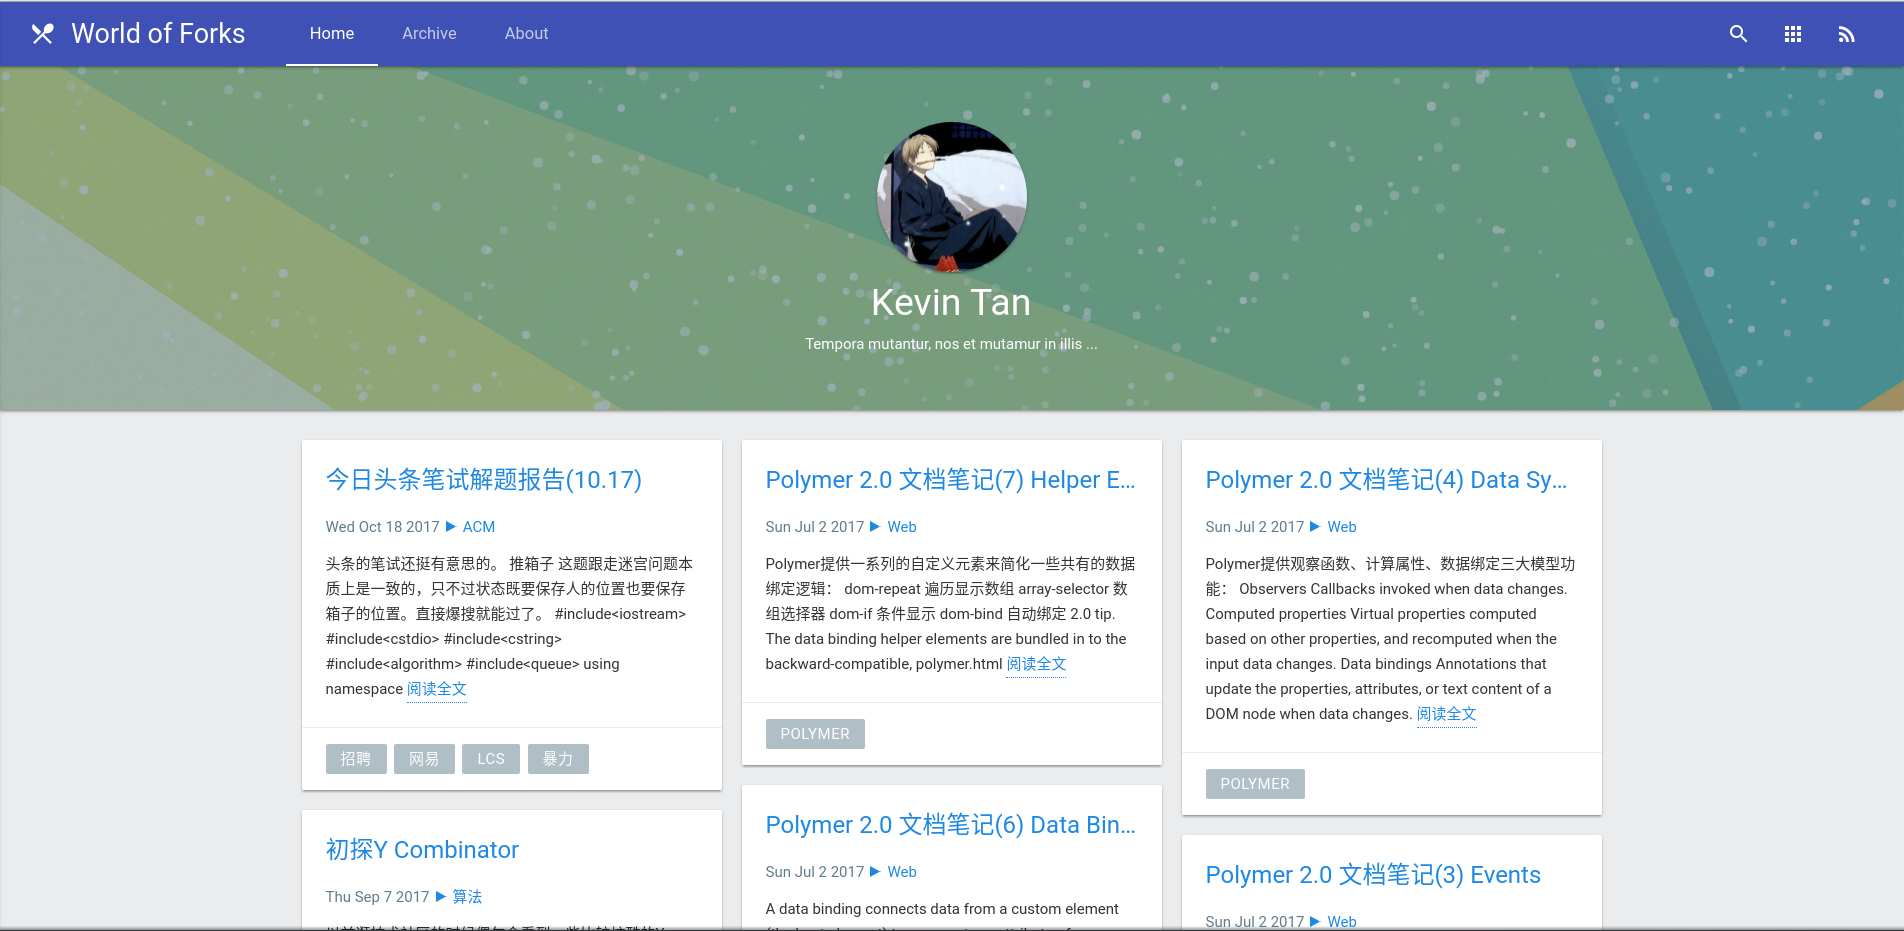 World of Forks
Home
Archive
About
Kevin Tan
Tempora mutantur, nos et mutamur in illis ...
今日头条笔试解题报告(10.17)
Wed Oct 18 2017 ▶ ACM
头条的笔试还挺有意思的。 推箱子 这题跟走迷宫问题本
质上是一致的，只不过状态既要保存人的位置也要保存
箱子的位置。直接爆搜就能过了。 #include<iostream>
#include<cstdio> #include<cstring>
#include<algorithm> #include<queue> using
namespace 阅读全文
招聘
网易
LCS
暴力
初探Y Combinator
Thu Sep 7 2017 ▶ 算法
Polymer 2.0 文档笔记(7) Helper E...
Sun Jul 2 2017 ▶ Web
Polymer提供一系列的自定义元素来简化一些共有的数据
绑定逻辑： dom-repeat 遍历显示数组 array-selector 数
组选择器 dom-if 条件显示 dom-bind 自动绑定 2.0 tip.
The data binding helper elements are bundled in to the
backward-compatible, polymer.html 阅读全文
POLYMER
Polymer 2.0 文档笔记(6) Data Bin...
Sun Jul 2 2017 ▶ Web
A data binding connects data from a custom element
Polymer 2.0 文档笔记(4) Data Sy...
Sun Jul 2 2017 ▶ Web
Polymer提供观察函数、计算属性、数据绑定三大模型功
能： Observers Callbacks invoked when data changes.
Computed properties Virtual properties computed
based on other properties, and recomputed when the
input data changes. Data bindings Annotations that
update the properties, attributes, or text content of a
DOM node when data changes. 阅读全文
POLYMER
Polymer 2.0 文档笔记(3) Events
Sun Jul 2 2017 ▶ Web